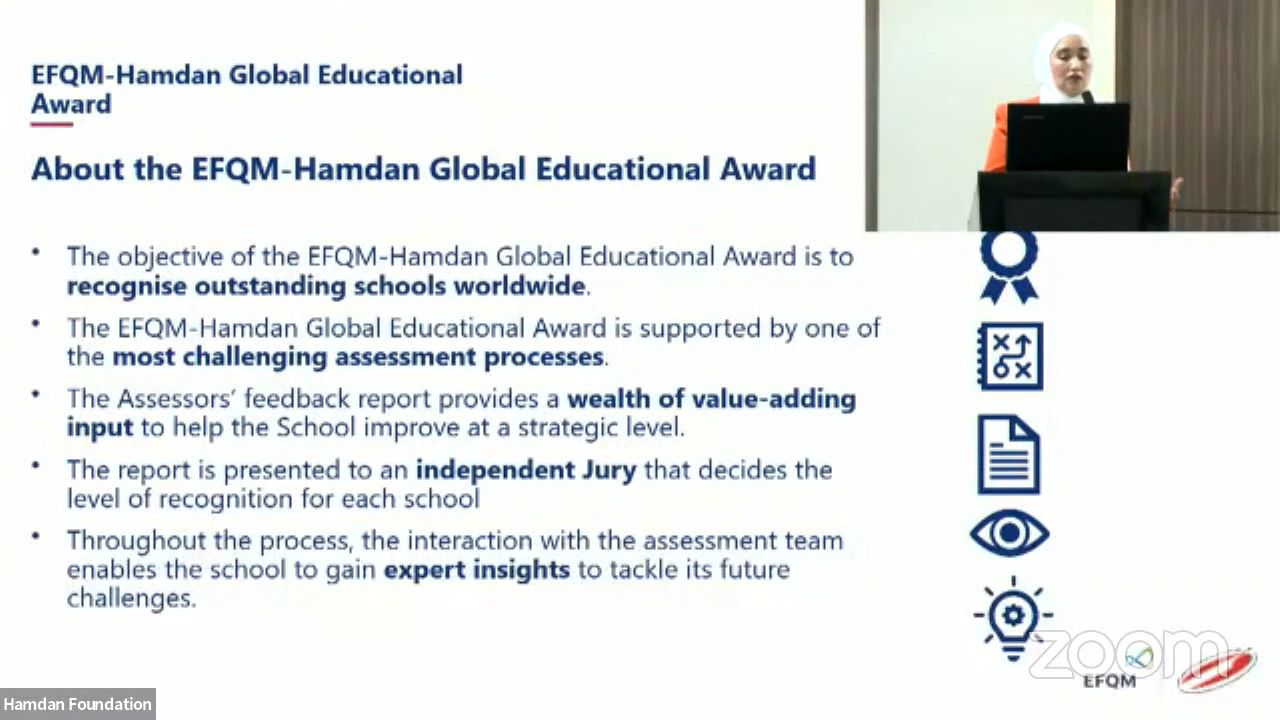 EFQM-Hamdan Global Educational
Award
About the EFQM-Hamdan Global Educational Award
• The objective of the EFQM-Hamdan Global Educational Award is to
recognise outstanding schools worldwide.
• The EFQM-Hamdan Global Educational Award is supported by one of
the most challenging assessment processes.
• The Assessors’ feedback report provides a wealth of value-adding
input to help the School improve at a strategic level.
• The report is presented to an independent Jury that decides the
level of recognition for each school
• Throughout the process, the interaction with the assessment team
enables the school to gain expert insights to tackle its future
challenges.
zoom
EFQM
Hamdan Foundation